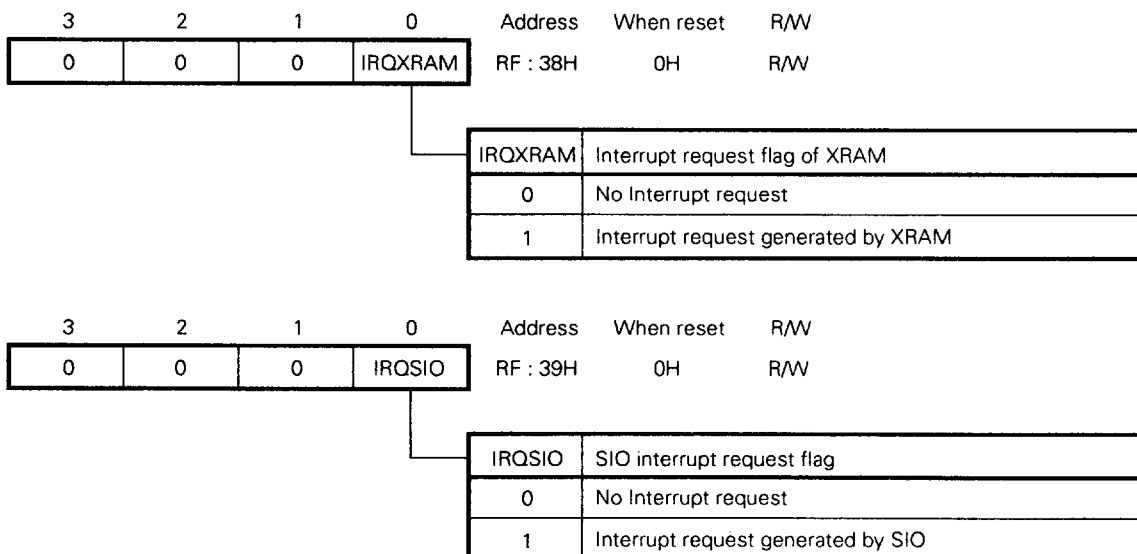 3 2 1 0 Address When reset R/W
0 0 0 IRQXRAM RF : 38H 0H R/W
IRQXRAM Interrupt request flag of XRAM
0 No Interrupt request
1 Interrupt request generated by XRAM
3 2 1 0 Address When reset R/W
0 0 0 IRQSIO RF : 39H 0H R/W
IRQSIO SIO interrupt request flag
0 No Interrupt request
1 Interrupt request generated by SIO